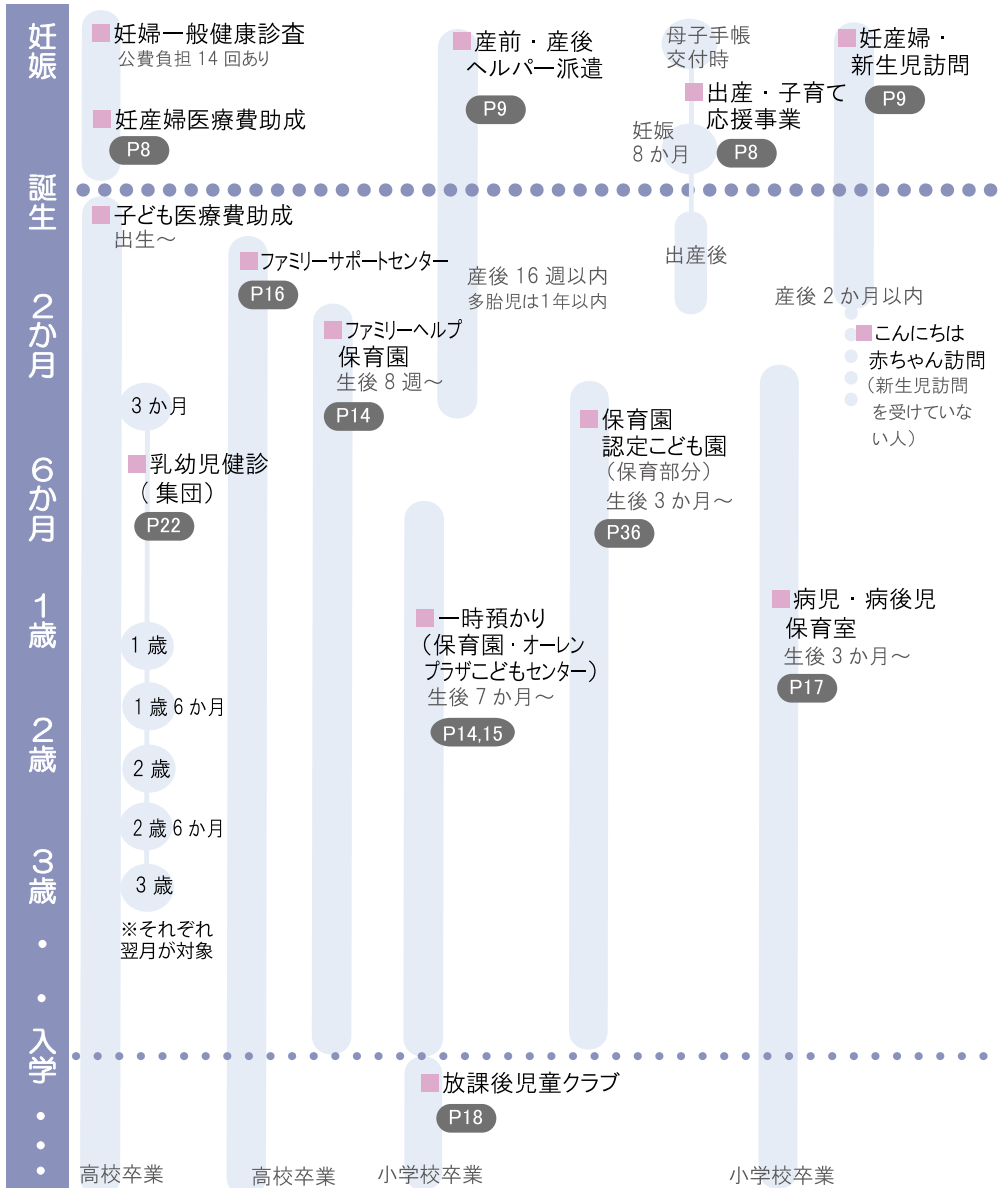 妊娠
誕生
2か月
6か月
1歳
2歳
3歳
・
・
入学
・
・
・
■妊婦一般健康診査
公費負担 14 回あり
■妊産婦医療費助成
P8
■産前・産後
ヘルパー派遣
P9
母子手帳
交付時
■出産・子育て
応援事業
P8
妊娠
8 か月
出産後
■妊産婦・
新生児訪問
P9
■子ども医療費助成
出生～
■ファミリーサポートセンター
P16
産後 16 週以内
多胎児は1年以内
産後 2 か月以内
■こんにちは
赤ちゃん訪問
（新生児訪問
を受けていな
い人）
■ファミリーヘルプ
保育園
生後 8 週～
P14
3 か月
■乳幼児健診
（ 集団）
P22
1 歳
1 歳 6 か月
2 歳
2 歳 6 か月
3 歳
※それぞれ
翌月が対象
■保育園
認定こども園
（保育部分）
生後 3 か月～
P36
■一時預かり
（保育園・オーレン
プラザこどもセンター）
生後 7 か月～
P14,15
■病児・病後児
保育室
生後 3 か月～
P17
■放課後児童クラブ
P18
高校卒業
高校卒業
小学校卒業
小学校卒業